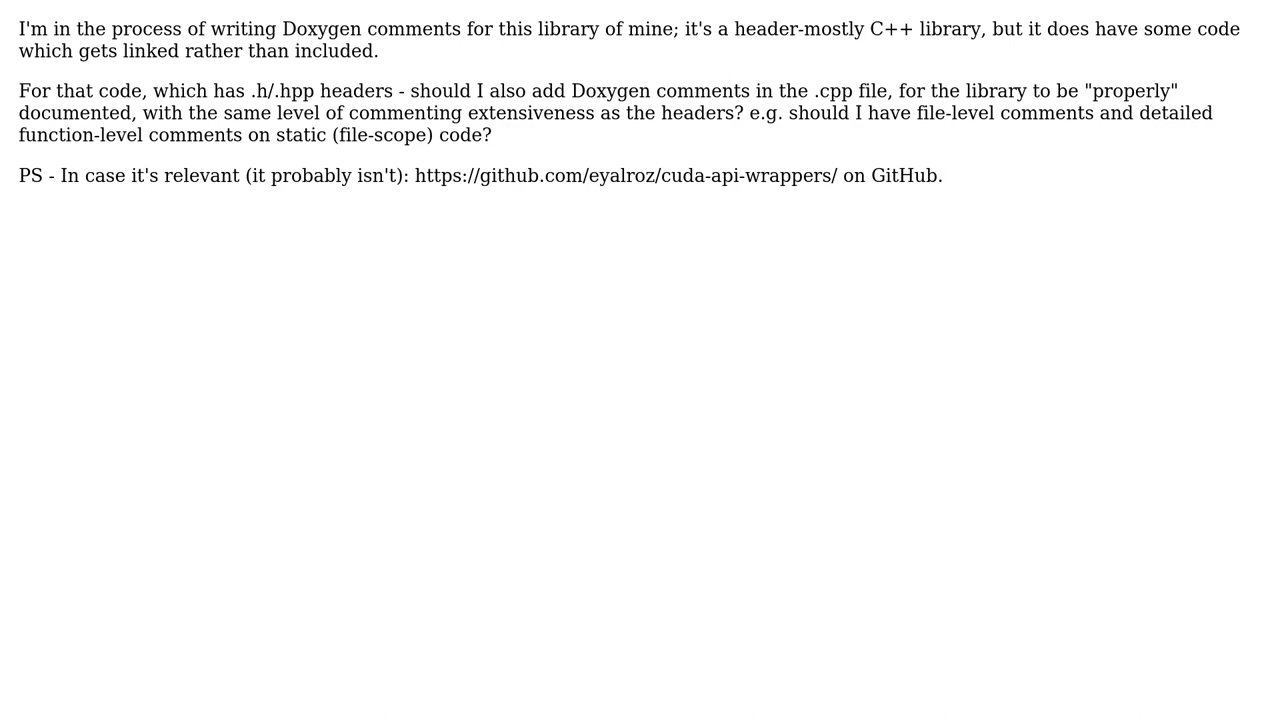 I'm in the process of writing Doxygen comments for this library of mine; it's a header-mostly C++ library, but it does have some code
which gets linked rather than included.
For that code, which has .h/.hpp headers - should I also add Doxygen comments in the .cpp file, for the library to be "properly"
documented, with the same level of commenting extensiveness as the headers? e.g. should I have file-level comments and detailed
function-level comments on static (file-scope) code?
PS - In case it's relevant (it probably isn't): https://github.com/eyalroz/cuda-api-wrappers/ on GitHub.